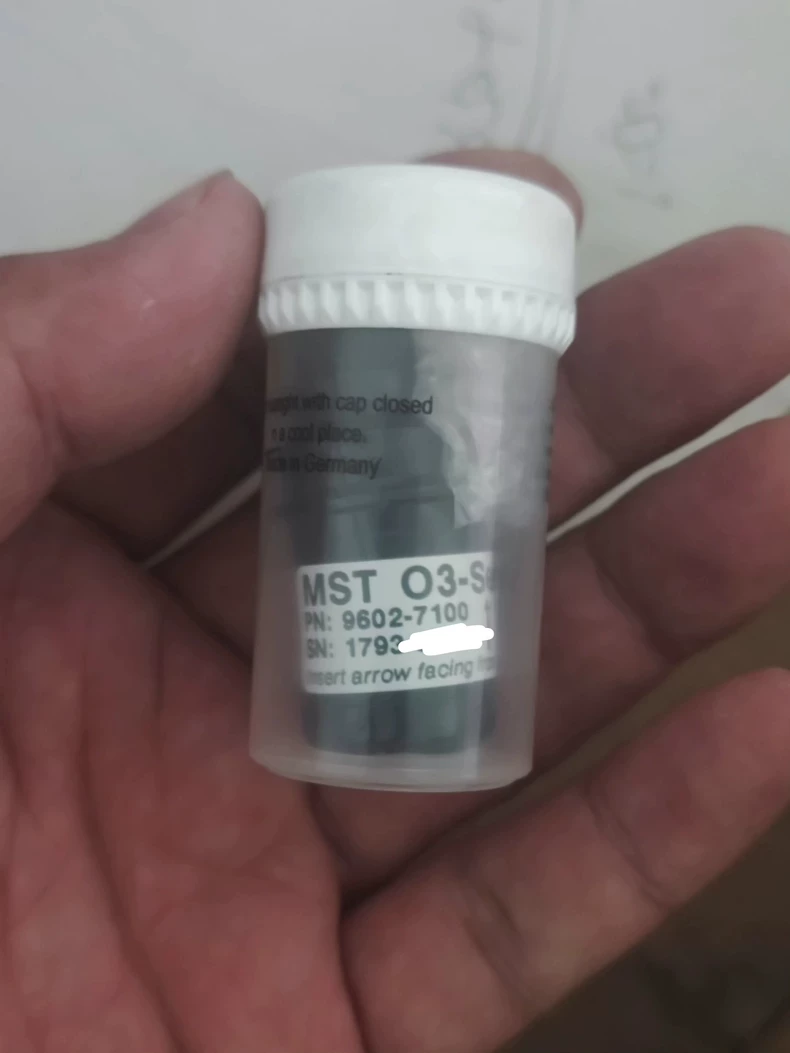 with cap closed
a cool place.
in Germany
MST O3-Se
PN: 9602-7100
SN: 1793
Insert arrow facing